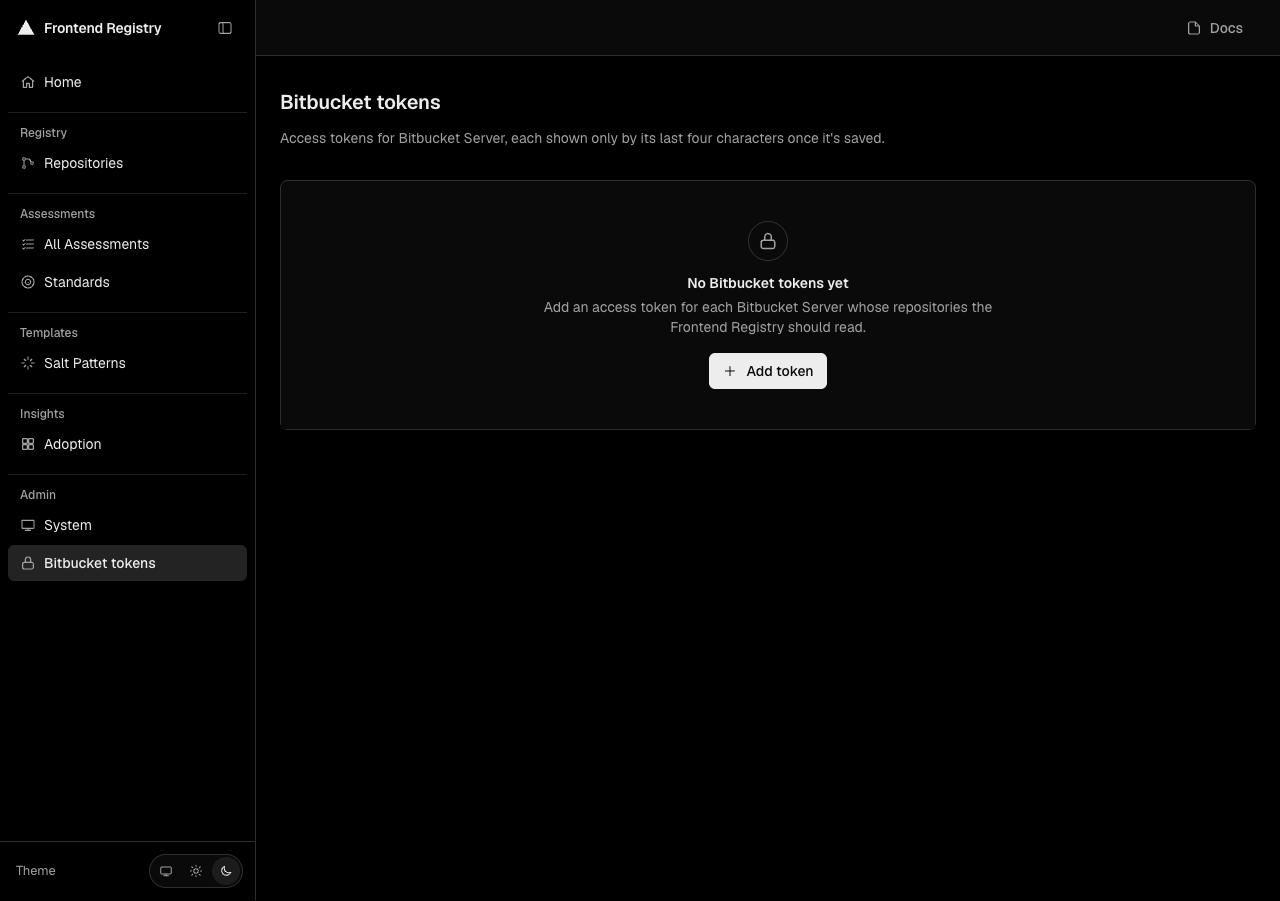 Frontend Registry
Docs
Home
Registry
Repositories
Assessments
All Assessments
Standards
Templates
Salt Patterns
Insights
Adoption
Admin
System
Bitbucket tokens
Theme
Bitbucket tokens
Access tokens for Bitbucket Server, each shown only by its last four characters once it's saved.
No Bitbucket tokens yet
Add an access token for each Bitbucket Server whose repositories the
Frontend Registry should read.
Add token